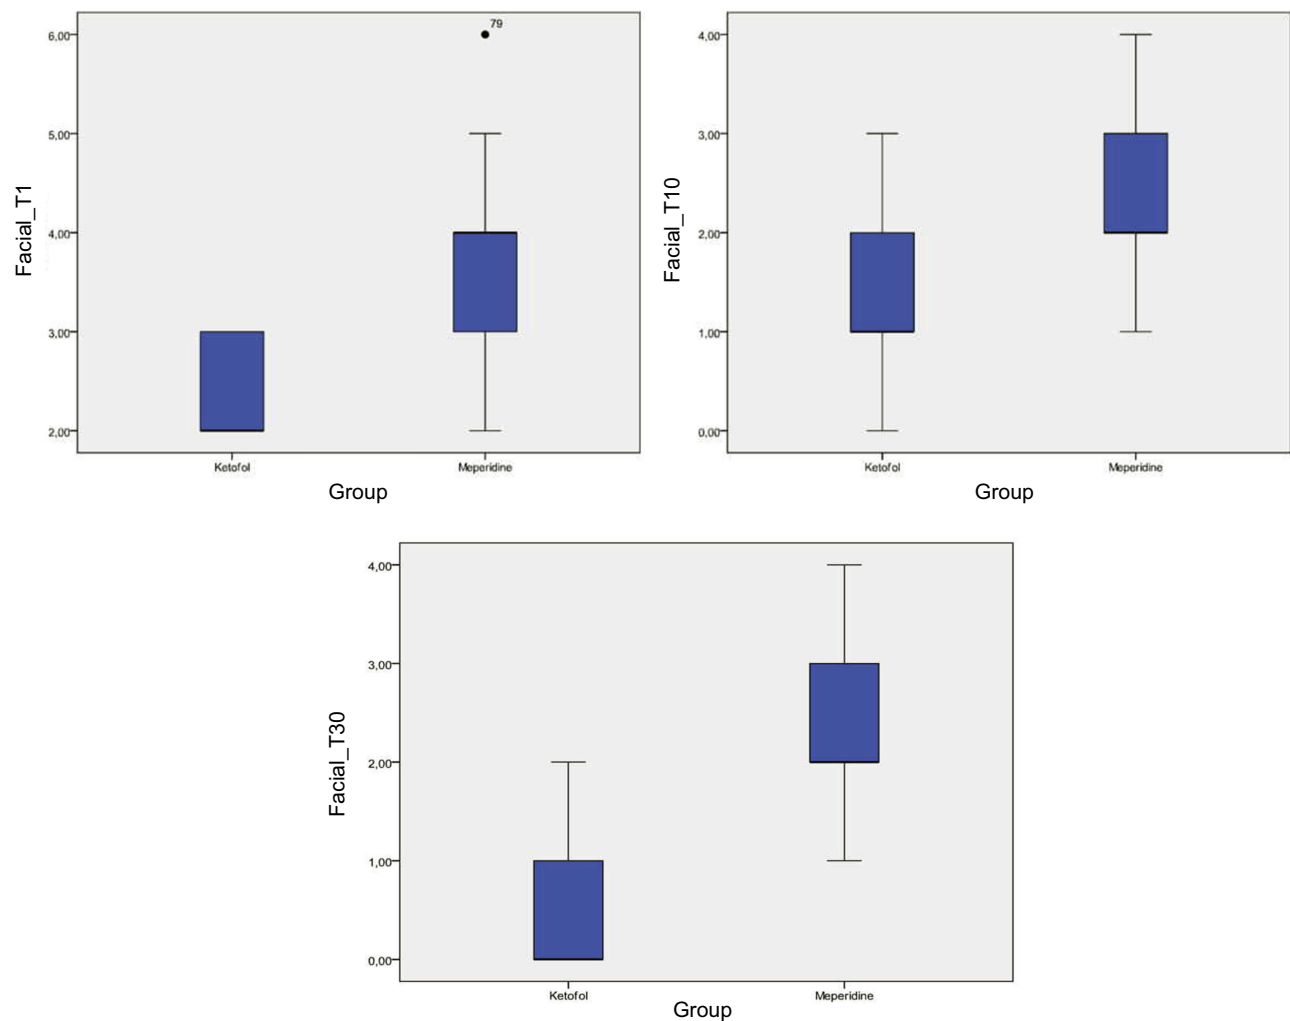 79
6,00
5,00
4,00
3,00
2,00
Facial_T1
Ketofol Meperidine
Group
4,00
3,00
2,00
1,00
0,00
Facial_T10
Ketofol Meperidine
Group
4,00
3,00
2,00
1,00
0,00
Facial_T30
Ketofol Meperidine
Group